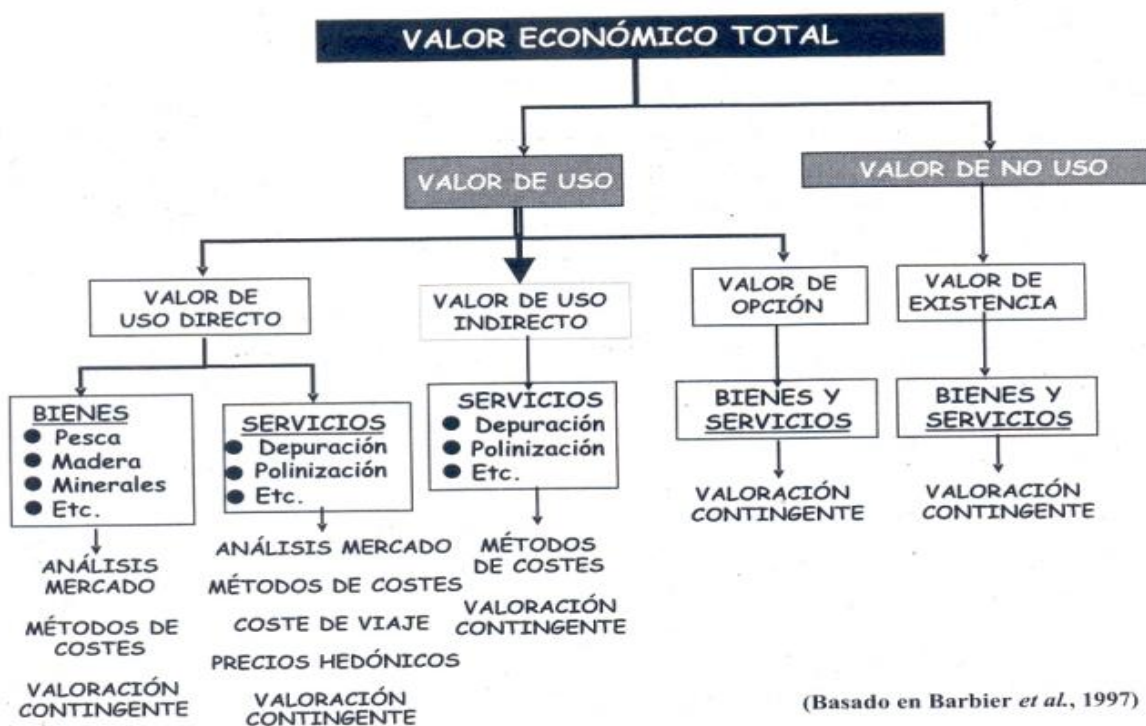 VALOR ECONÓMICO TOTAL
VALOR DE USO
VALOR DE NO USO
VALOR DE
USO DIRECTO
VALOR DE USO
INDIRECTO
VALOR DE
OPCIÓN
VALOR DE
EXISTENCIA
BIENES
● Pesca
● Madera
● Minerales
● Etc.
SERVICIOS
● Depuración
● Polinización
● Etc.
SERVICIOS
● Depuración
● Polinización
● Etc.
BIENES Y
SERVICIOS
BIENES Y
SERVICIOS
ANÁLISIS
MERCADO
MÉTODOS DE
COSTES
VALORACIÓN
CONTINGENTE
ANÁLISIS MERCADO
MÉTODOS DE COSTES
COSTE DE VIAJE
PRECIOS HEDÓNICOS
VALORACIÓN
CONTINGENTE
MÉTODOS
DE COSTES
VALORACIÓN
CONTINGENTE
VALORACIÓN
CONTINGENTE
VALORACIÓN
CONTINGENTE
(Basado en Barbier et al., 1997)